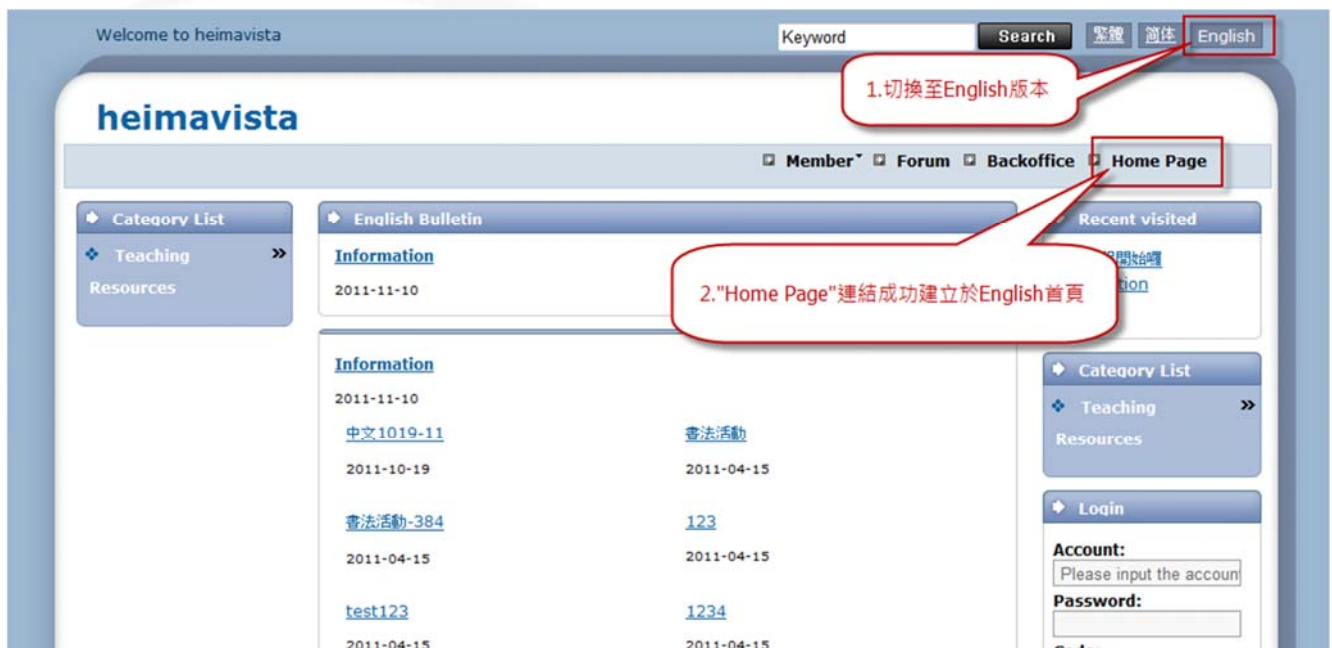 Welcome to heimavista
Keyword
Search
繁體
简体
English
1.切換至English版本
heimavista
Member
Forum
Backoffice
Home Page
Category List
Teaching
Resources
English Bulletin
Information
2011-11-10
2."Home Page"連結成功建立於English首頁
Recent visited
開始囉
tion
Information
2011-11-10
中文1019-11
2011-10-19
書法活動
2011-04-15
書法活動-384
2011-04-15
123
2011-04-15
test123
2011-04-15
1234
2011-04-15
Category List
Teaching
Resources
Login
Account:
Please input the accoun
Password: